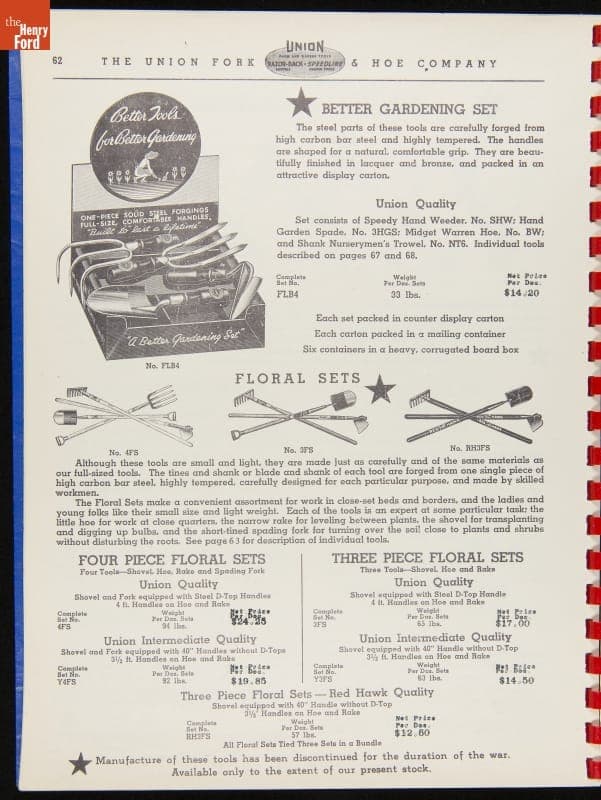 the
Henry
Ford
62 THE UNION FORK & HOE COMPANY
UNION
FARM AND GARDEN TOOLS
RAZOR-BACK SPEEDLINE
★ BETTER GARDENING SET
The steel parts of these tools are carefully forged from
high carbon bar steel and highly tempered. The handles
are shaped for a natural, comfortable grip. They are beau-
tifully finished in lacquer and bronze, and packed in an
attractive display carton.
Better Tools
for Better Gardening
ONE-PIECE SOLID STEEL FORGINGS
FULL-SIZE, COMFORTABLE HANDLES
"Built to last a lifetime"
"A Better Gardening Set"
No. FLB4
Union Quality
Set consists of Speedy Hand Weeder, No. SHW; Hand
Garden Spade, No. 3HGS; Midget Warren Hoe, No. BW;
and Shank Nurserymen's Trowel, No. NT6. Individual tools
described on pages 67 and 68.
Complete Weight Net Price
Set No. Per Doz. Sets Per Doz.
FLB4 33 lbs. $14.20
Each set packed in counter display carton
Each carton packed in a mailing container
Six containers in a heavy, corrugated board box
FLORAL SETS ★
No. 4FS No. 3FS No. RH3FS
Although these tools are small and light, they are made just as carefully and of the same materials as
our full-sized tools. The tines and shank or blade and shank of each tool are forged from one single piece of
high carbon bar steel, highly tempered, carefully designed for each particular purpose, and made by skilled
workmen.
The Floral Sets make a convenient assortment for work in close-set beds and borders, and the ladies and
young folks like their small size and light weight. Each of the tools is an expert at some particular task; the
little hoe for work at close quarters, the narrow rake for leveling between plants, the shovel for transplanting
and digging up bulbs, and the short-tined spading fork for turning over the soil close to plants and shrubs
without disturbing the roots. See page 63 for description of individual tools.
FOUR PIECE FLORAL SETS
Four Tools—Shovel, Hoe, Rake and Spading Fork
Union Quality
Shovel and Fork equipped with Steel D-Top Handles
4 ft. Handles on Hoe and Rake
Complete Weight Net Price
Set No. Per Doz. Sets Per Doz.
4FS 94 lbs. $24.25
Union Intermediate Quality
Shovel and Fork equipped with 40" Handles without D-Tops
3½ ft. Handles on Hoe and Rake
Complete Weight Net Price
Set No. Per Doz. Sets Per Doz.
Y4FS 92 lbs. $19.85
THREE PIECE FLORAL SETS
Three Tools—Shovel, Hoe and Rake
Union Quality
Shovel equipped with Steel D-Top Handle
4 ft. Handles on Hoe and Rake
Complete Weight Net Price
Set No. Per Doz. Sets Per Doz.
3FS 65 lbs. $17.00
Union Intermediate Quality
Shovel equipped with 40" Handle without D-Top
3½ ft. Handles on Hoe and Rake
Complete Weight Net Price
Set No. Per Doz. Sets Per Doz.
Y3FS 63 lbs. $14.50
Three Piece Floral Sets — Red Hawk Quality
Shovel equipped with 40" Handle without D-Top
3½' Handles on Hoe and Rake
Complete Weight Net Price
Set No. Per Doz. Sets Per Doz.
RH3FS 57 lbs. $12.60
All Floral Sets Tied Three Sets in a Bundle
★ Manufacture of these tools has been discontinued for the duration of the war.
Available only to the extent of our present stock.